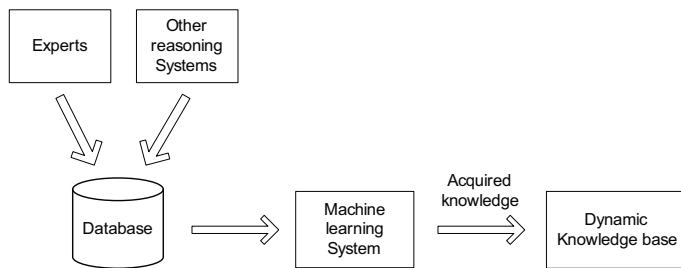 Experts
Other
reasoning
Systems
Database
Machine
learning
System
Acquired
knowledge
Dynamic
Knowledge base